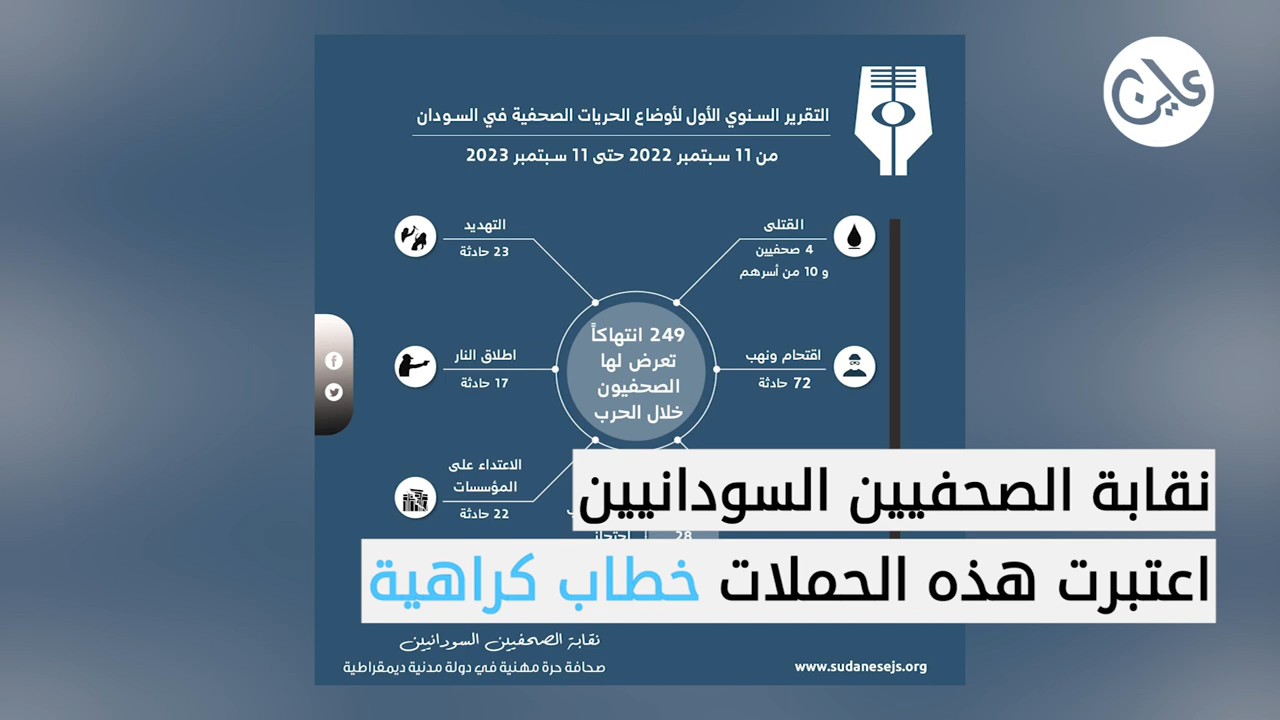 عاين
التقرير السنوي الأول لأوضاع الحريات الصحفية في السودان
من 11 سبتمبر 2022 حتى 11 سبتمبر 2023
القتلى
4 صحفيين
و 10 من أسرهم
التهديد
23 حادثة
249 انتهاكاً
تعرض لها
الصحفيون
خلال الحرب
اقتحام ونهب
72 حادثة
اطلاق النار
17 حادثة
الاعتداء على
المؤسسات
22 حادثة
28
نقابة الصحفيين السودانيين
اعتبرت هذه الحملات خطاب كراهية
نقابة الصحفيين السودانيين
صحافة حرة مهنية في دولة مدنية ديمقراطية
www.sudanesejs.org